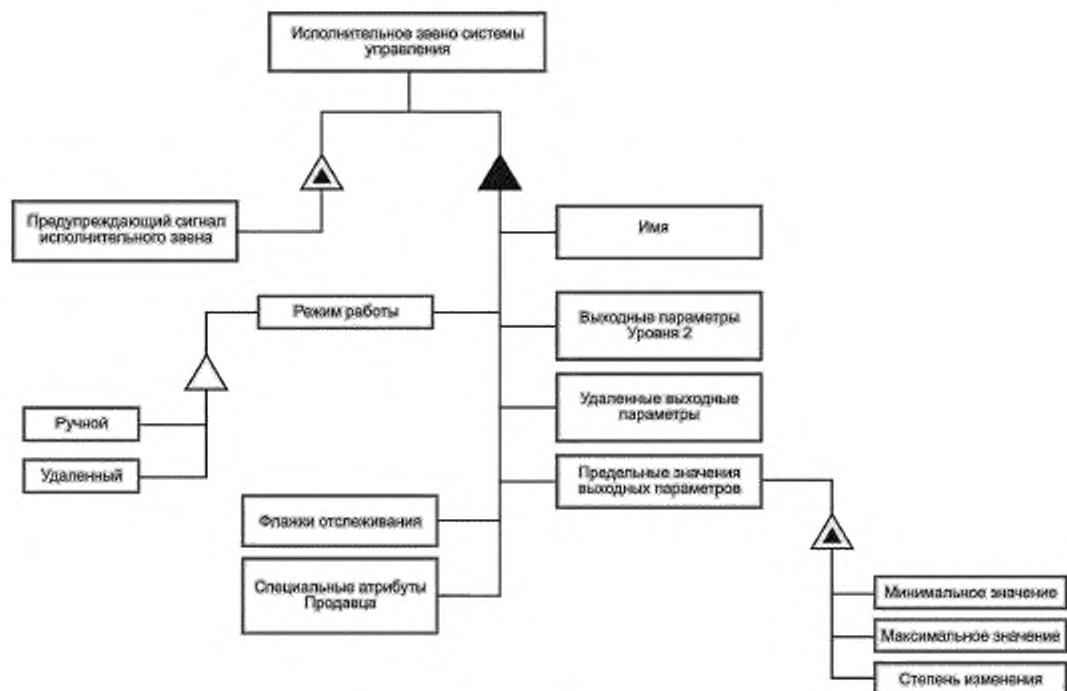 Исполнительное звено системы
управления
Предупреждающий сигнал
исполнительного звена
Имя
Режим работы
Выходные параметры
Уровня 2
Ручной
Удаленный
Удаленные выходные
параметры
Предельные значения
выходных параметров
Флажки отслеживания
Специальные атрибуты
Продавца
Минимальное значение
Максимальное значение
Степень изменения